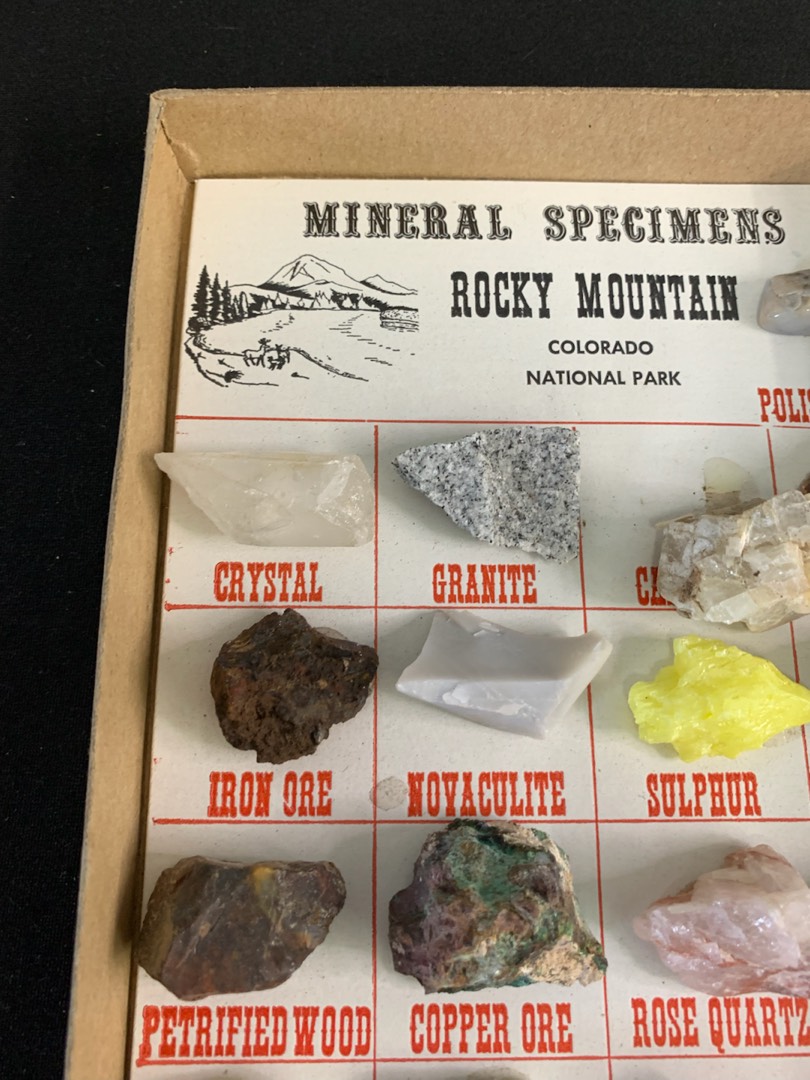 MINERAL SPECIMENS
ROCKY MOUNTAIN
COLORADO
NATIONAL PARK
CRYSTAL
GRANITE
IRON ORE
NOVACULITE
SULPHUR
PETRIFIED WOOD
COPPER ORE
ROSE QUARTZ